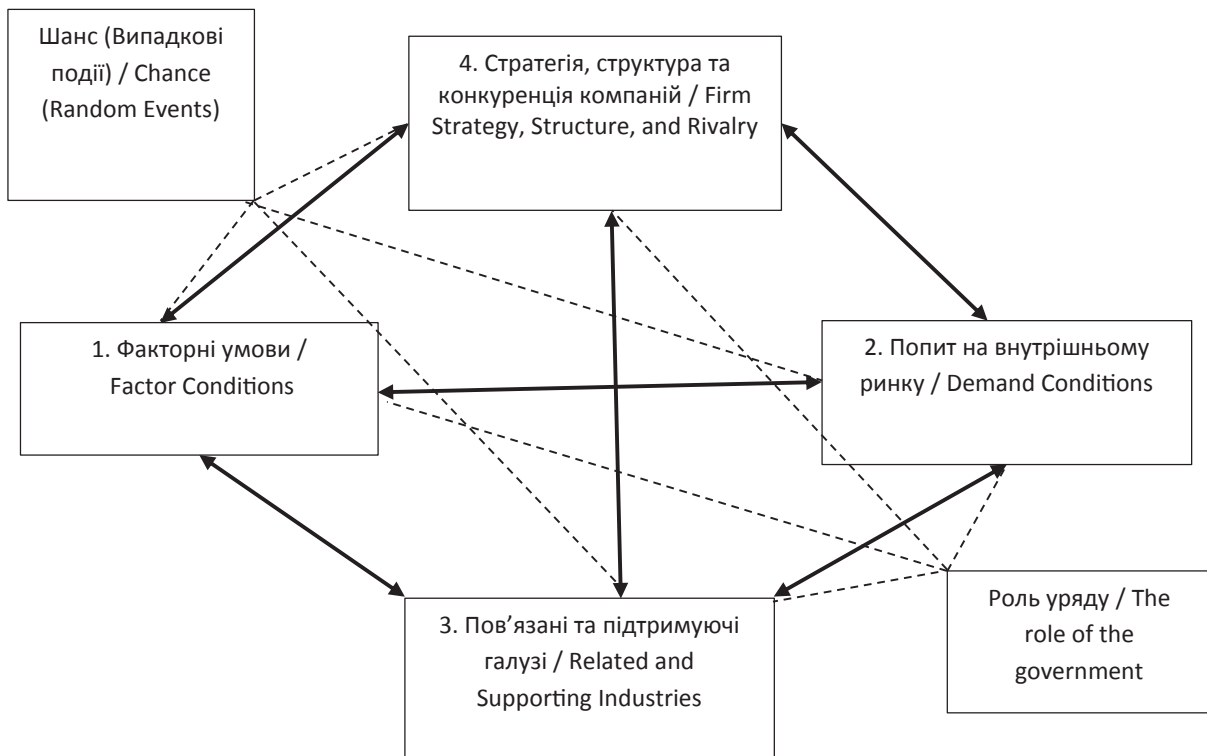 Шанс (Випадкові
події) / Chance
(Random Events)
4. Стратегія, структура та
конкуренція компаній / Firm
Strategy, Structure, and Rivalry
1. Факторні умови /
Factor Conditions
2. Попит на внутрішньому
ринку / Demand Conditions
3. Пов’язані та підтримуючі
галузі / Related and
Supporting Industries
Роль уряду / The
role of the
government